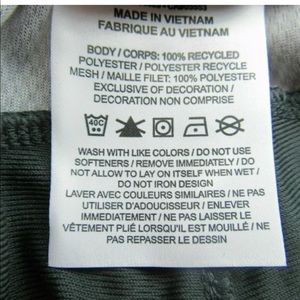 MADE IN VIETNAM
FABRIQUE AU VIETNAM
BODY / CORPS: 100% RECYCLED
POLYESTER / POLYESTER RECYCLE
MESH / MAILLE FILET: 100% POLYESTER
EXCLUSIVE OF DECORATION /
DECORATION NON COMPRISE
40C
WASH WITH LIKE COLORS / DO NOT USE
SOFTENERS / REMOVE IMMEDIATELY / DO
NOT ALLOW TO LAY ON ITSELF WHEN WET /
DO NOT IRON DESIGN
LAVER AVEC COULEURS SIMILAIRES / NE PAS
UTILISER D'ADOUCISEUR / ENLEVER
IMMEDIATEMENT / NE PAS LAISSER LE
VÊTEMENT PLIÉ LORSQU'IL EST MOUILLÉ / NE
PAS REPASSER LE DESSIN